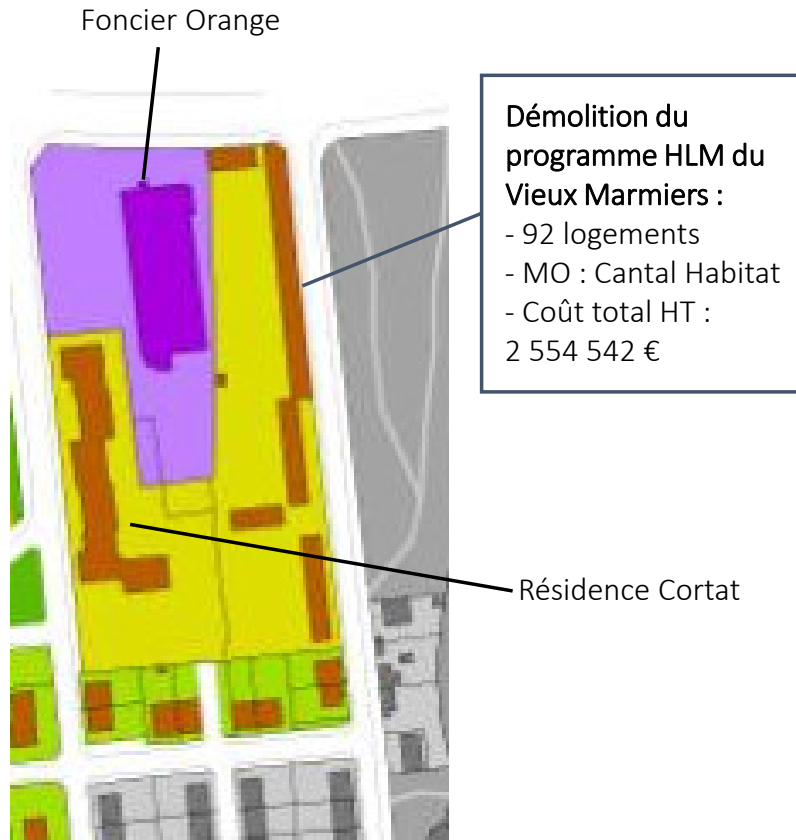 Foncier Orange
Démolition du
programme HLM du
Vieux Marmiers :
- 92 logements
- MO : Cantal Habitat
- Coût total HT :
2 554 542 €
Résidence Cortat